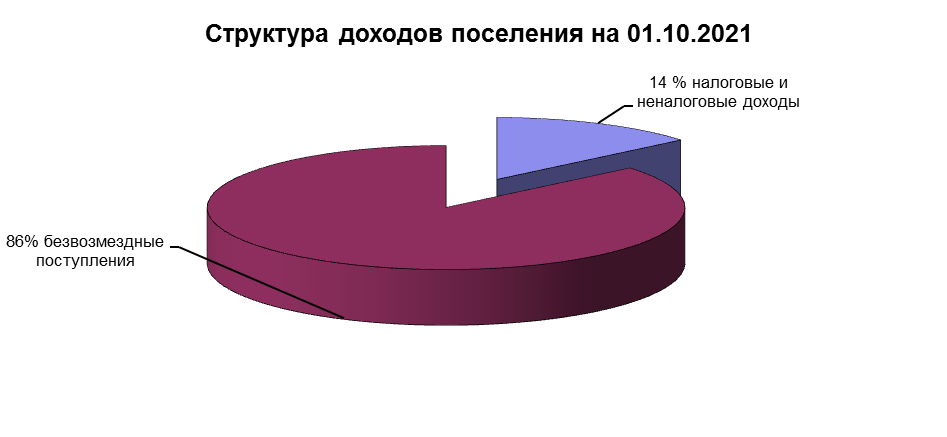 Структура доходов поселения на 01.10.2021
14 % налоговые и
неналоговые доходы
86% безвозмездные
поступления